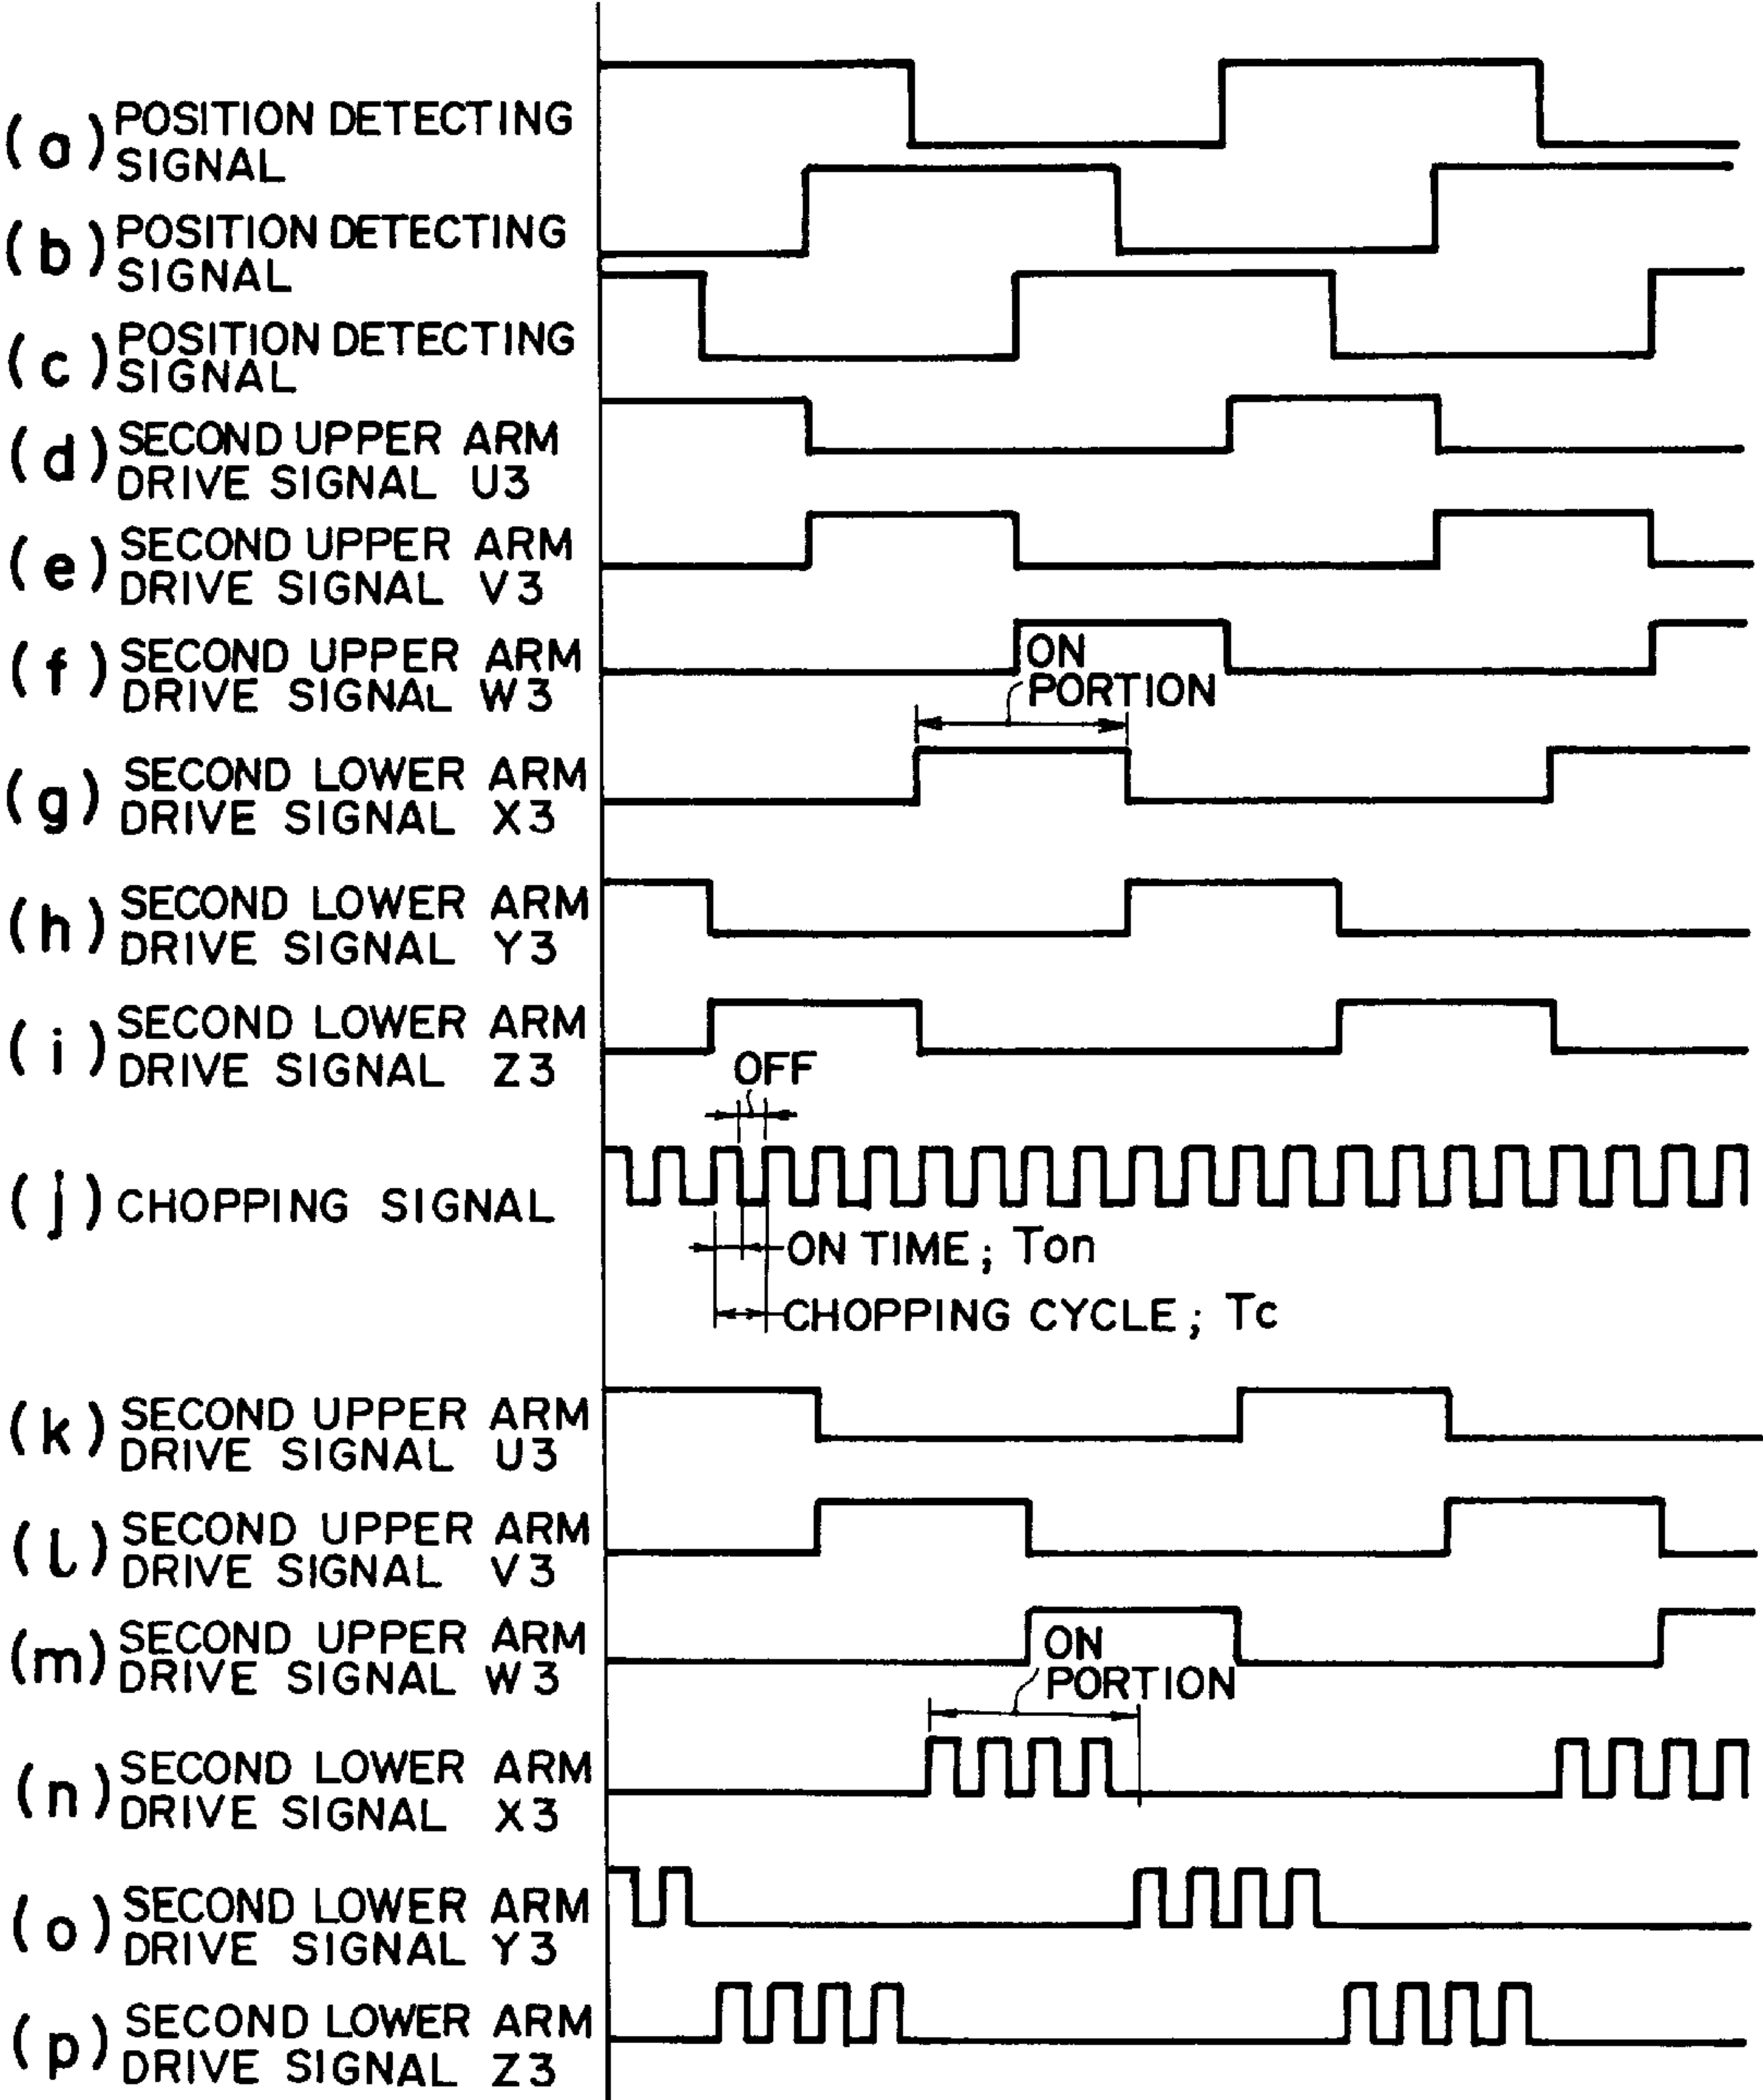 (a) POSITION DETECTING
SIGNAL
(b) POSITION DETECTING
SIGNAL
(c) POSITION DETECTING
SIGNAL
(d) SECOND UPPER ARM
DRIVE SIGNAL U3
(e) SECOND UPPER ARM
DRIVE SIGNAL V3
(f) SECOND UPPER ARM
DRIVE SIGNAL W3
ON
PORTION
(g) SECOND LOWER ARM
DRIVE SIGNAL X3
(h) SECOND LOWER ARM
DRIVE SIGNAL Y3
(i) SECOND LOWER ARM
DRIVE SIGNAL Z3
OFF
(j) CHOPPING SIGNAL
ON TIME; Ton
CHOPPING CYCLE; Tc
(k) SECOND UPPER ARM
DRIVE SIGNAL U3
(l) SECOND UPPER ARM
DRIVE SIGNAL V3
(m) SECOND UPPER ARM
DRIVE SIGNAL W3
ON
PORTION
(n) SECOND LOWER ARM
DRIVE SIGNAL X3
(o) SECOND LOWER ARM
DRIVE SIGNAL Y3
(p) SECOND LOWER ARM
DRIVE SIGNAL Z3